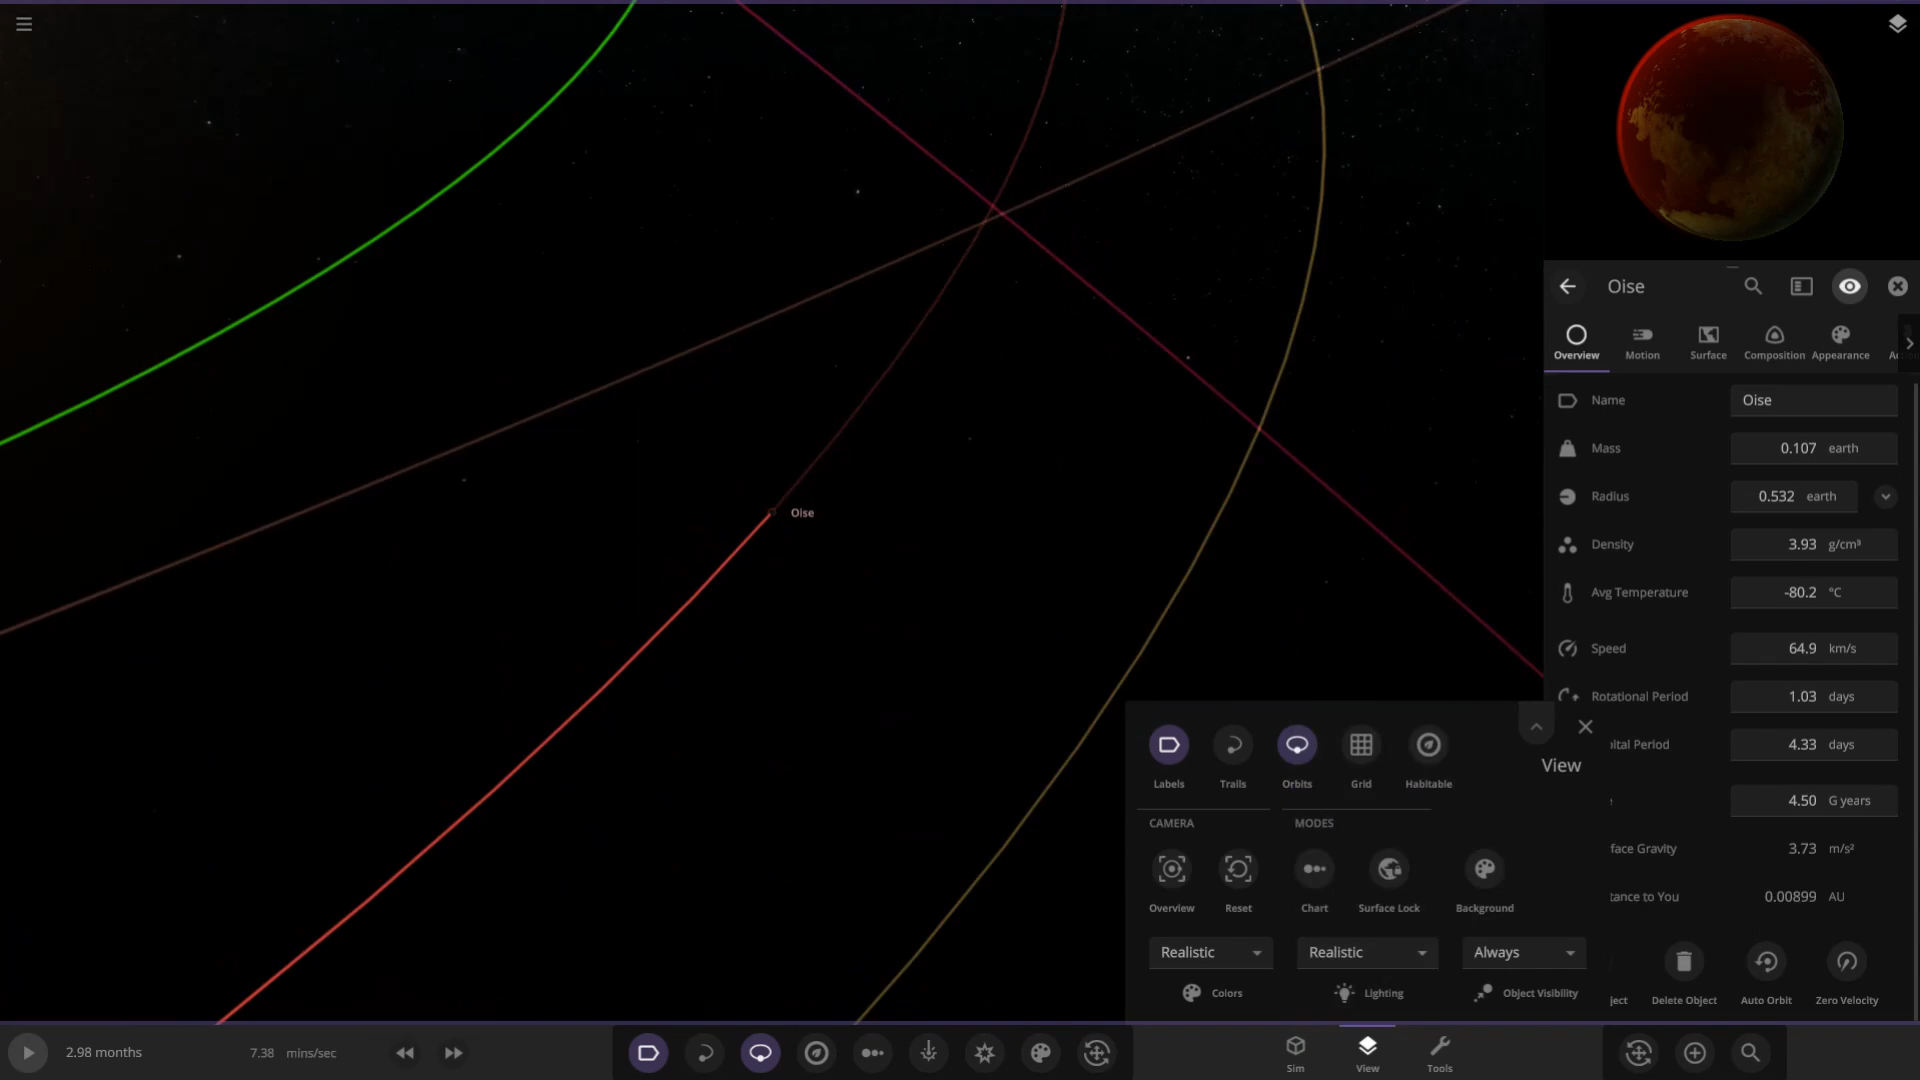 Oise
Oise
Overview
Motion
Surface
Composition
Appearance
Name
Oise
Mass
0.107 earth
Radius
0.532 earth
Density
3.93 g/cm³
Avg Temperature
-80.2 °C
Speed
64.9 km/s
Rotational Period
1.03 days
ital Period
4.33 days
4.50 G years
face Gravity
3.73 m/s²
tance to You
0.00899 AU
ject
Delete Object
Auto Orbit
Zero Velocity
Labels
Trails
Orbits
Grid
Habitable
View
CAMERA
MODES
Overview
Reset
Chart
Surface Lock
Background
Realistic
Realistic
Always
Colors
Lighting
Object Visibility
2.98 months
7.38 mins/sec
Sim
View
Tools